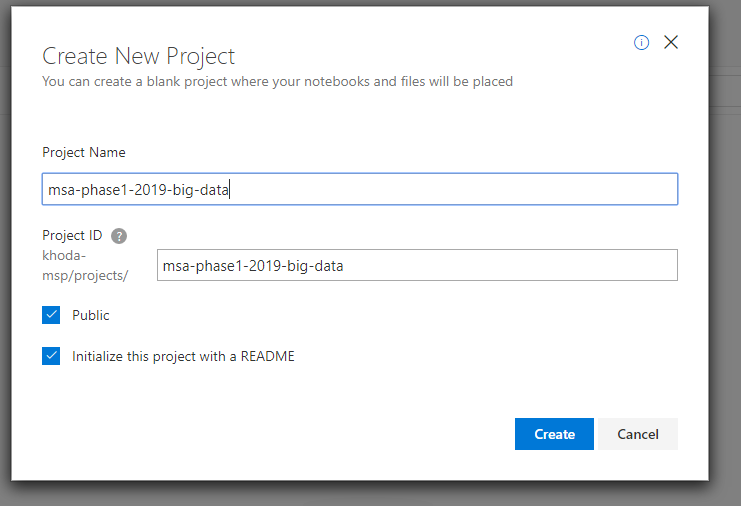 Create New Project
You can create a blank project where your notebooks and files will be placed
Project Name
msa-phase1-2019-big-data
Project ID ?
khoda-
msp/projects/
msa-phase1-2019-big-data
Public
Initialize this project with a README
Create
Cancel